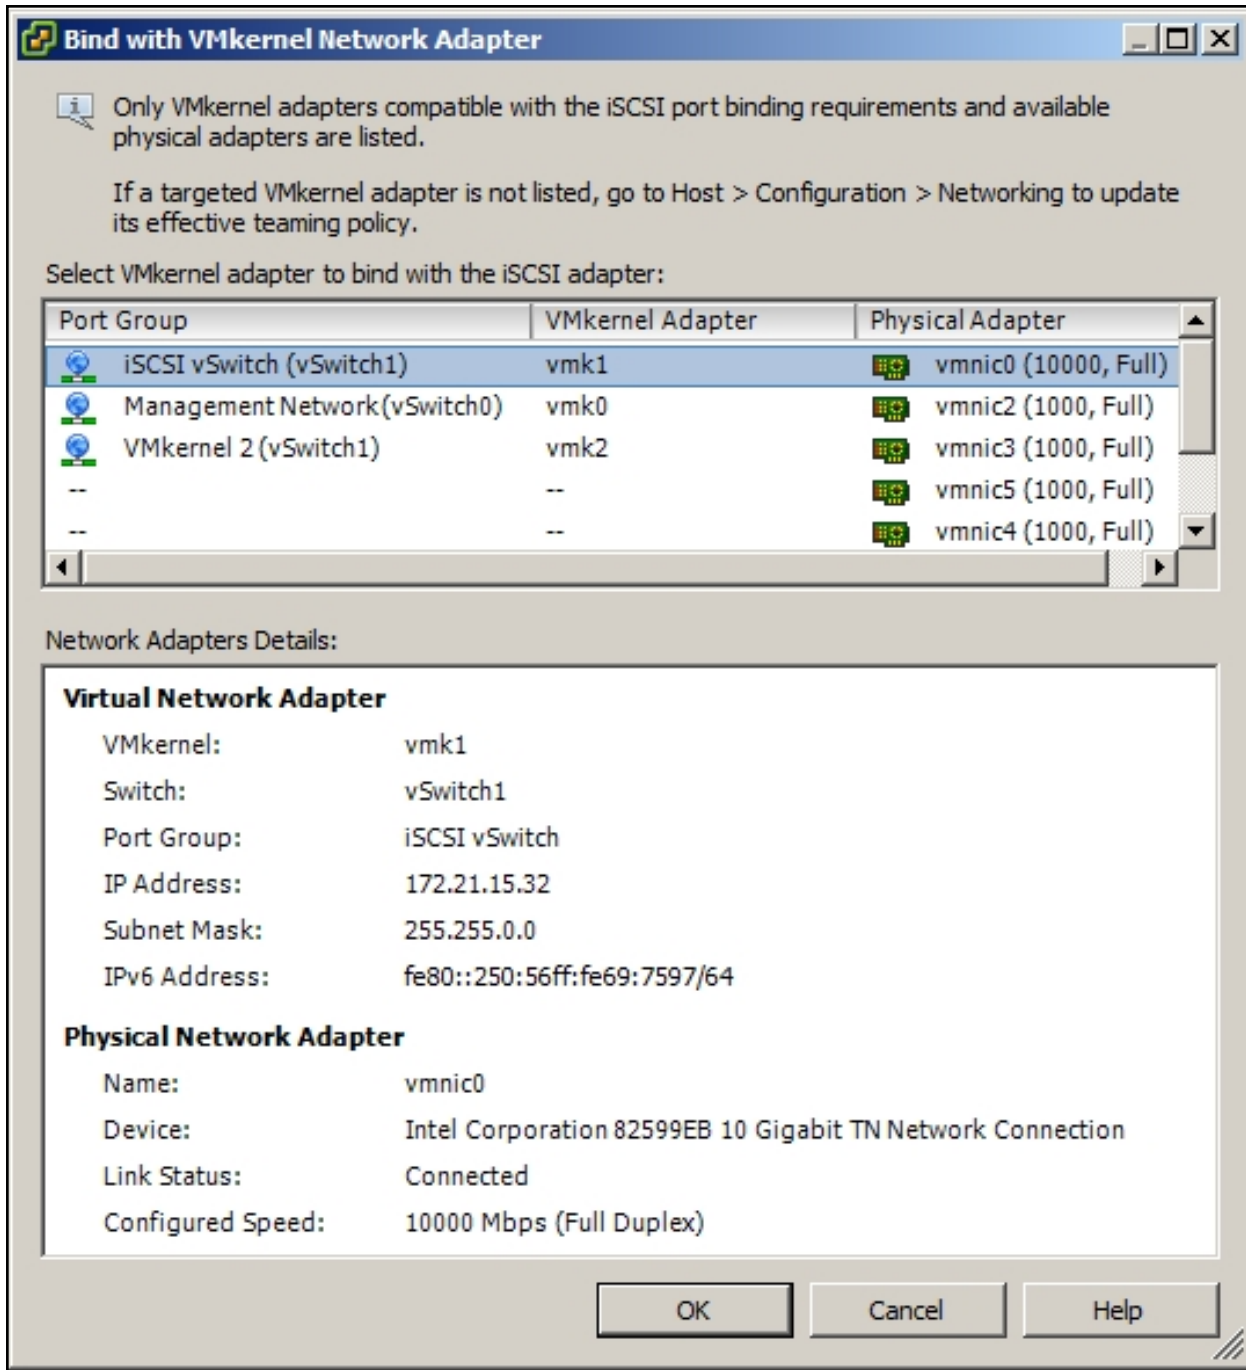 Bind with VMkernel Network Adapter
Only VMkernel adapters compatible with the iSCSI port binding requirements and available
physical adapters are listed.
If a targeted VMkernel adapter is not listed, go to Host > Configuration > Networking to update
its effective teaming policy.
Select VMkernel adapter to bind with the iSCSI adapter:
Port Group VMkernel Adapter Physical Adapter
iSCSI vSwitch (vSwitch1) vmk1 vmnic0 (10000, Full)
Management Network(vSwitch0) vmk0 vmnic2 (1000, Full)
VMkernel 2 (vSwitch1) vmk2 vmnic3 (1000, Full)
-- -- vmnic5 (1000, Full)
-- -- vmnic4 (1000, Full)
Network Adapters Details:
Virtual Network Adapter
VMkernel: vmk1
Switch: vSwitch1
Port Group: iSCSI vSwitch
IP Address: 172.21.15.32
Subnet Mask: 255.255.0.0
IPv6 Address: fe80::250:56ff:fe69:7597/64
Physical Network Adapter
Name: vmnic0
Device: Intel Corporation 82599EB 10 Gigabit TN Network Connection
Link Status: Connected
Configured Speed: 10000 Mbps (Full Duplex)
OK Cancel Help